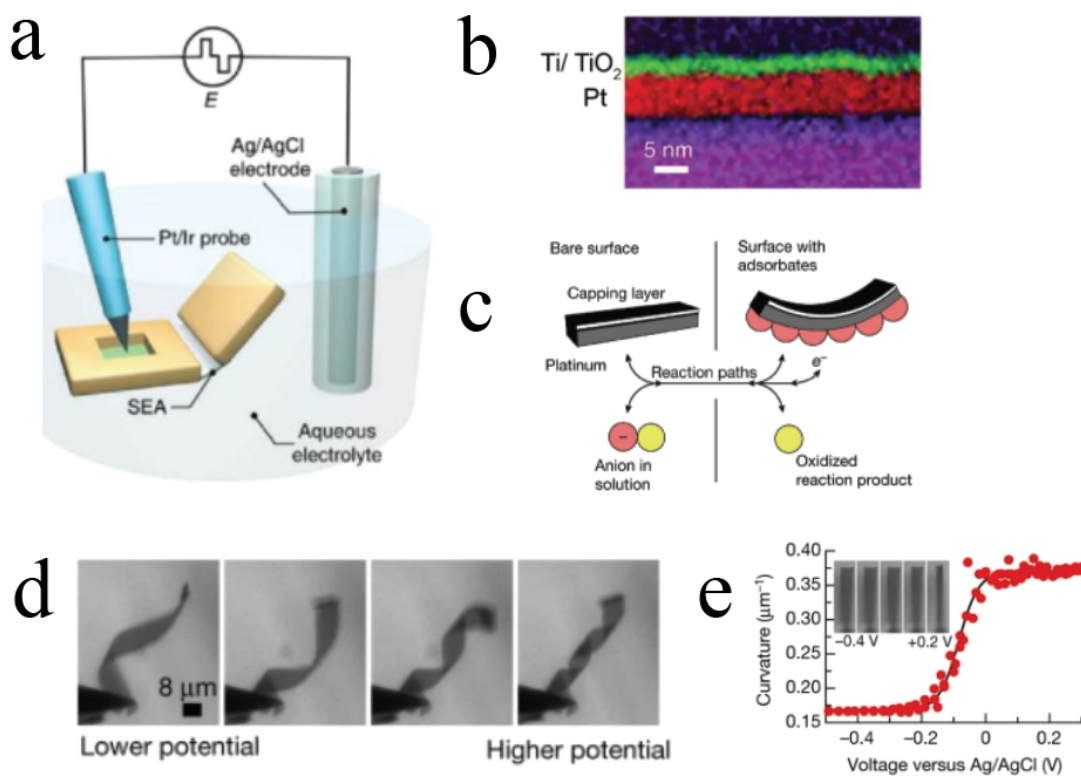 a
E
Ag/AgCl
electrode
Pt/Ir probe
SEA
Aqueous
electrolyte
b
Ti/ TiO₂
Pt
5 nm
c
Bare surface
Surface with
adsorbates
Capping layer
Platinum
Reaction paths
e⁻
−
Anion in
solution
Oxidized
reaction product
d
8 μm
Lower potential
Higher potential
e
0.40
0.35
0.30
0.25
0.20
0.15
Curvature (μm⁻¹)
−0.4 V
+0.2 V
−0.4
−0.2
0
0.2
Voltage versus Ag/AgCl (V)